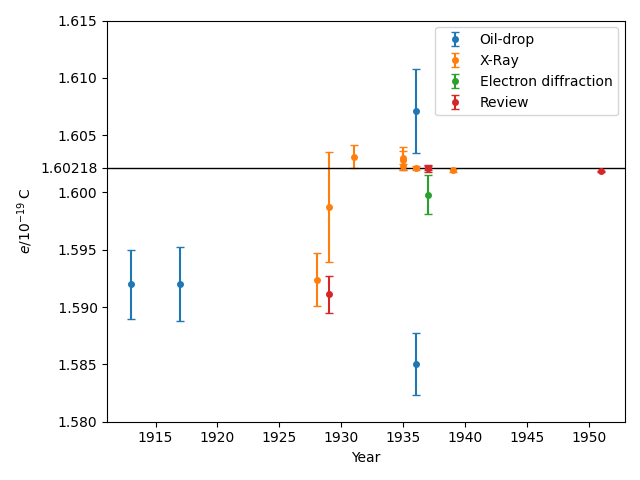 1.615
1.610
1.605
1.60218
1.600
1.595
1.590
1.585
1.580
e/10⁻¹⁹ C
Oil-drop
X-Ray
Electron diffraction
Review
1915 1920 1925 1930 1935 1940 1945 1950
Year